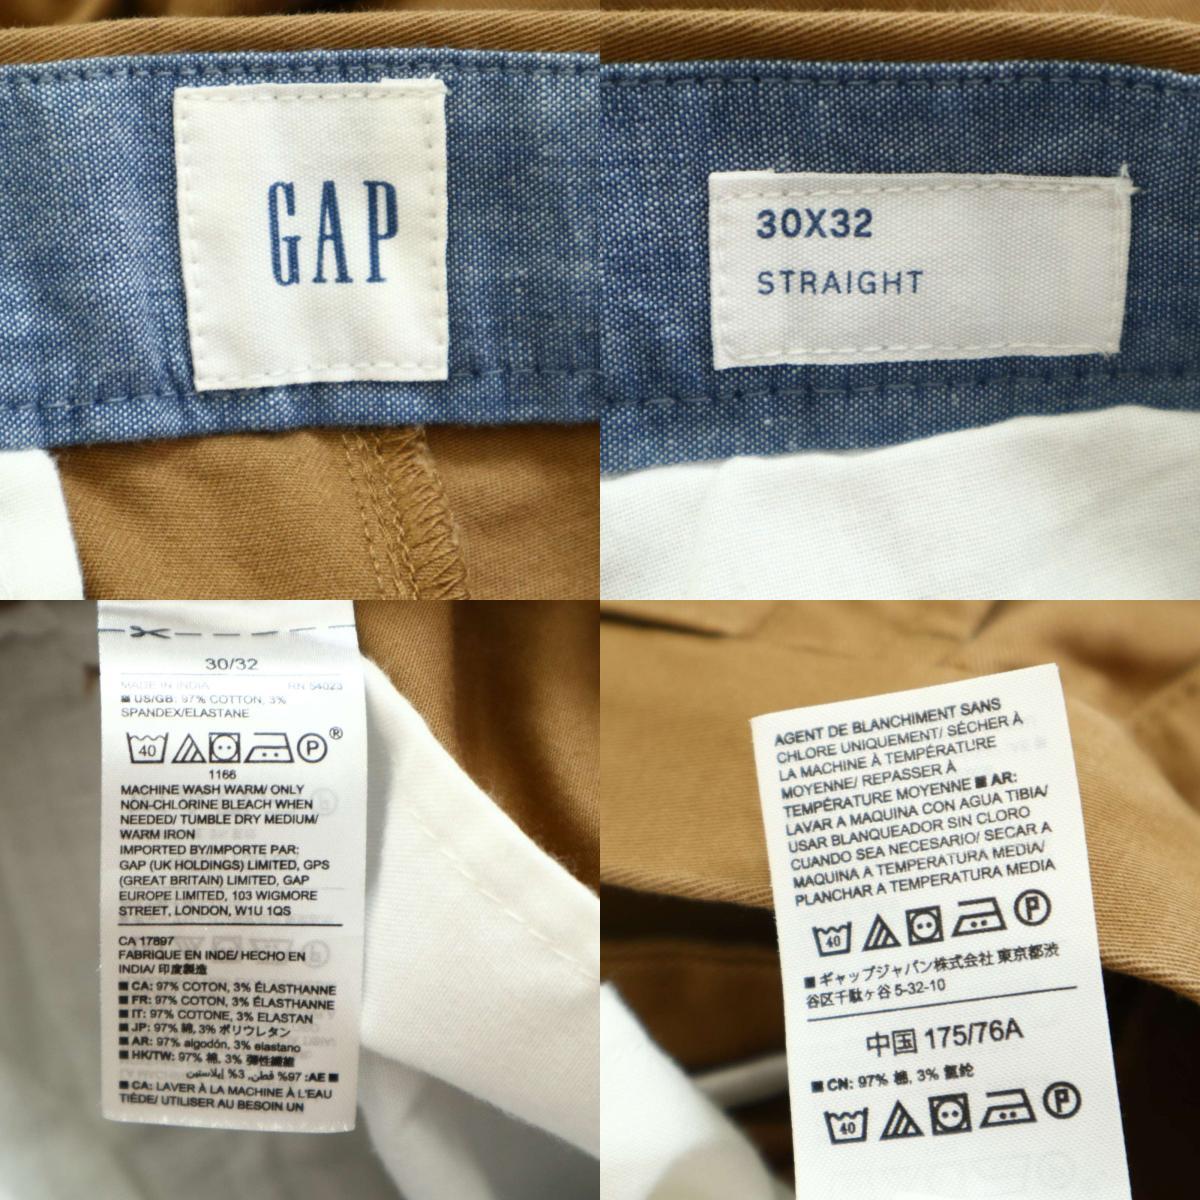 GAP
30X32
STRAIGHT
30/32
MADE IN INDIA RN 54023
■ US/GB: 97% COTTON, 3%
SPANDEX/ELASTANE
40 P ®
1166
MACHINE WASH WARM/ ONLY
NON-CHLORINE BLEACH WHEN
NEEDED/ TUMBLE DRY MEDIUM/
WARM IRON
IMPORTED BY/IMPORTE PAR:
GAP (UK HOLDINGS) LIMITED, GPS
(GREAT BRITAIN) LIMITED, GAP
EUROPE LIMITED, 103 WIGMORE
STREET, LONDON, W1U 1QS
CA 17897
FABRIQUE EN INDE/ HECHO EN
INDIA/ 印度製造
■ CA: 97% COTON, 3% ÉLASTHANNE
■ FR: 97% COTON, 3% ÉLASTHANNE
■ IT: 97% COTONE, 3% ELASTAN
■ JP: 97% 綿, 3% ポリウレタン
■ AR: 97% algodón, 3% elastano
■ HK/TW: 97% 棉, 3% 彈性纖維
■ AE: 97% قطن, 3% إيلاستين ■
■ CA: LAVER À LA MACHINE À L'EAU
TIÈDE/ UTILISER AU BESOIN UN
AGENT DE BLANCHIMENT SANS
CHLORE UNIQUEMENT/ SÉCHER À
LA MACHINE À TEMPÉRATURE
MOYENNE/ REPASSER À
TEMPÉRATURE MOYENNE ■ AR:
LAVAR A MAQUINA CON AGUA TIBIA/
USAR BLANQUEADOR SIN CLORO
CUANDO SEA NECESARIO/ SECAR A
MAQUINA A TEMPERATURA MEDIA/
PLANCHAR A TEMPERATURA MEDIA
40 P
■ ギャップジャパン株式会社 東京都渋
谷区千駄ヶ谷 5-32-10
中国 175/76A
■ CN: 97% 棉, 3% 氨纶
40 P